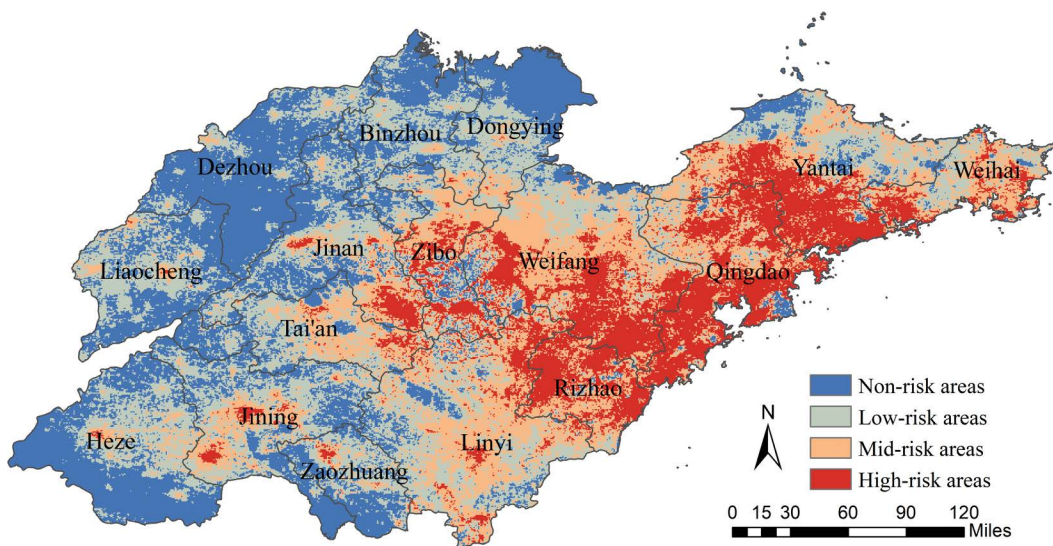 Binzhou
Dongying
Dezhou
Yantai
Weihai
Jinan
Zibo
Weifang
Liaocheng
Qingdao
Tai'an
Rizhao
Jining
Heze
Linyi
Zaozhuang
Non-risk areas
Low-risk areas
Mid-risk areas
High-risk areas
N
0 15 30 60 90 120
Miles